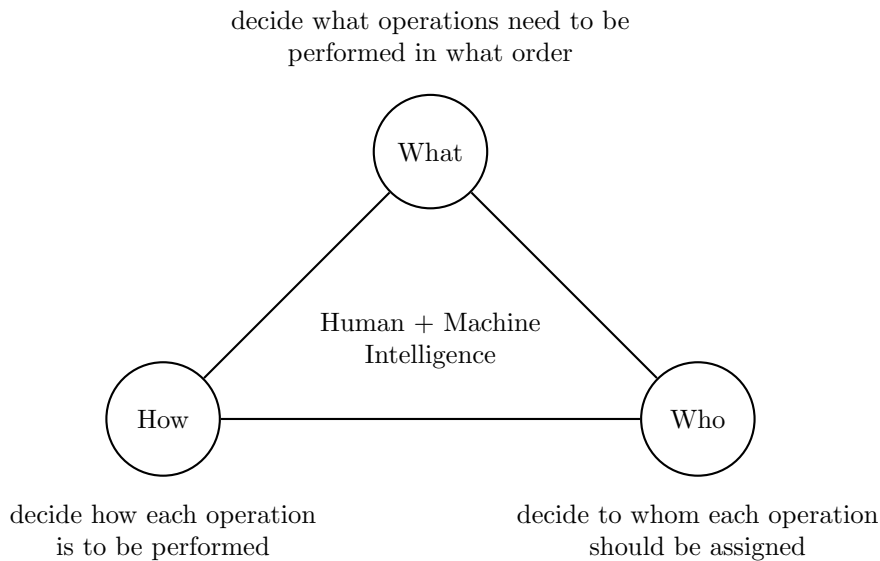 decide what operations need to be
performed in what order
What
Human + Machine
Intelligence
How
Who
decide how each operation
is to be performed
decide to whom each operation
should be assigned